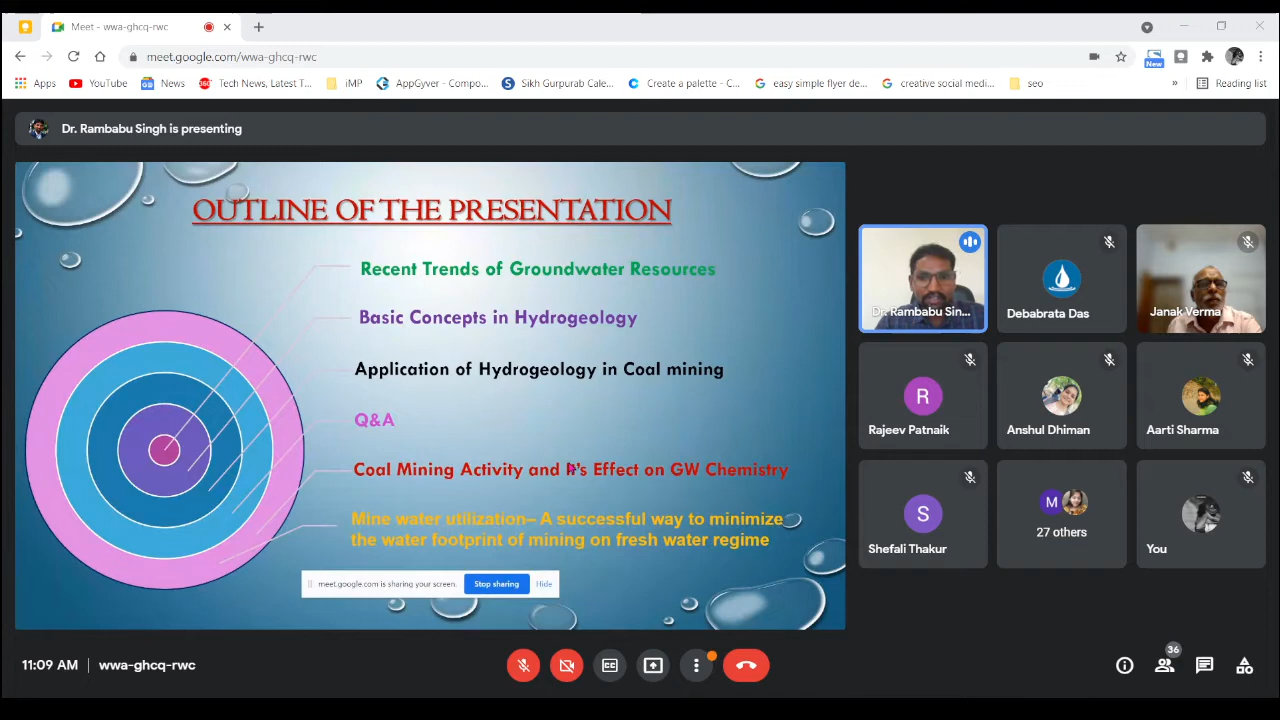 Meet - wwa-ghcq-rwc
meet.google.com/wwa-ghcq-rwc
New
Apps YouTube News Tech News, Latest T... iMP AppGyver - Compo... Sikh Gurpurab Cale... Create a palette - C... easy simple flyer de... creative social medi... seo » Reading list
Dr. Rambabu Singh is presenting
OUTLINE OF THE PRESENTATION
Recent Trends of Groundwater Resources
Basic Concepts in Hydrogeology
Application of Hydrogeology in Coal mining
Q&A
Coal Mining Activity and It's Effect on GW Chemistry
Mine water utilization– A successful way to minimize
the water footprint of mining on fresh water regime
meet.google.com is sharing your screen. Stop sharing Hide
Dr. Rambabu Sin...
Debabrata Das
Janak Verma
R
Rajeev Patnaik
Anshul Dhiman
Aarti Sharma
S
Shefali Thakur
M
27 others
You
11:09 AM | wwa-ghcq-rwc
CC
36